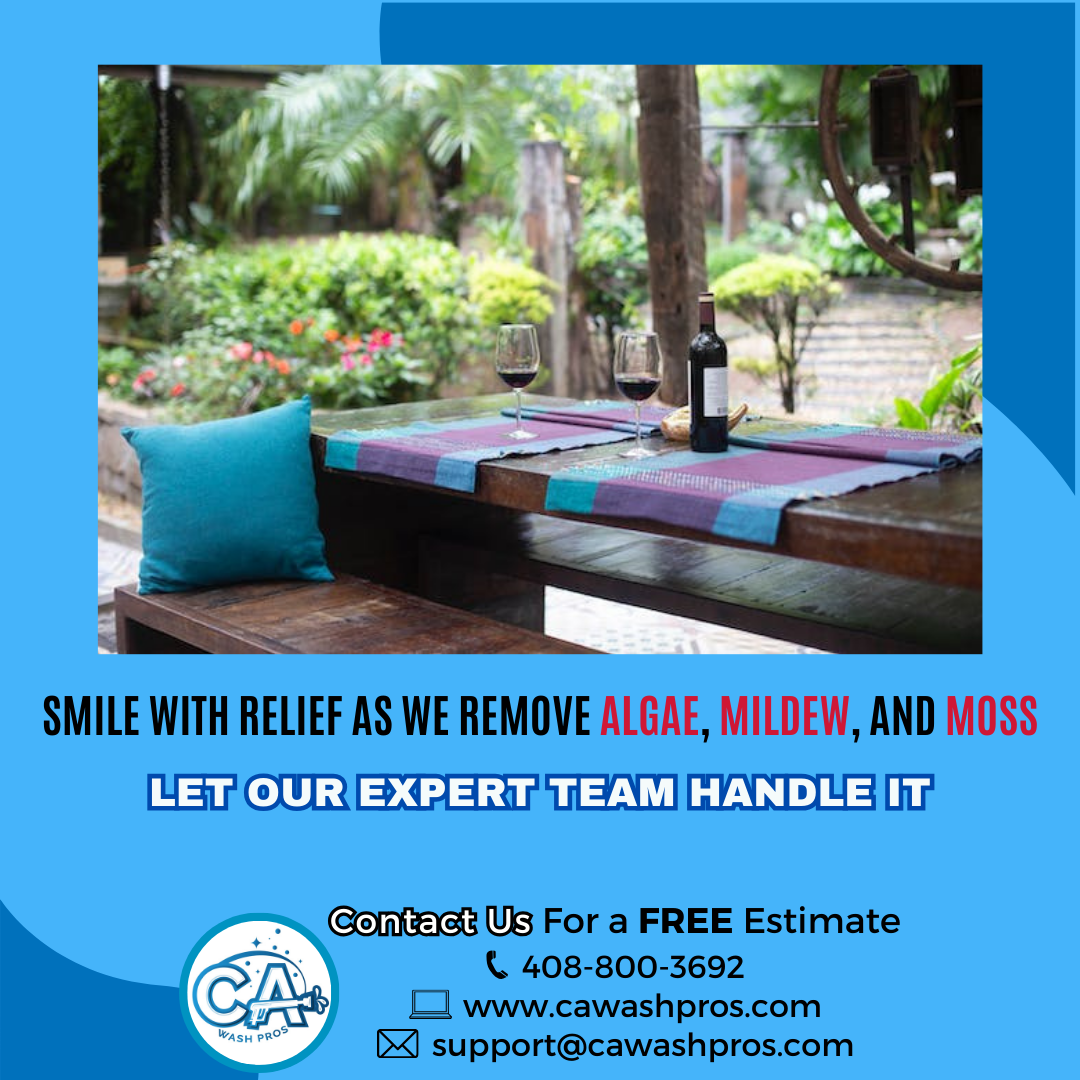 SMILE WITH RELIEF AS WE REMOVE ALGAE, MILDEW, AND MOSS
LET OUR EXPERT TEAM HANDLE IT
Contact Us For a FREE Estimate
408-800-3692
www.cawashpros.com
support@cawashpros.com
CA
WASH PROS